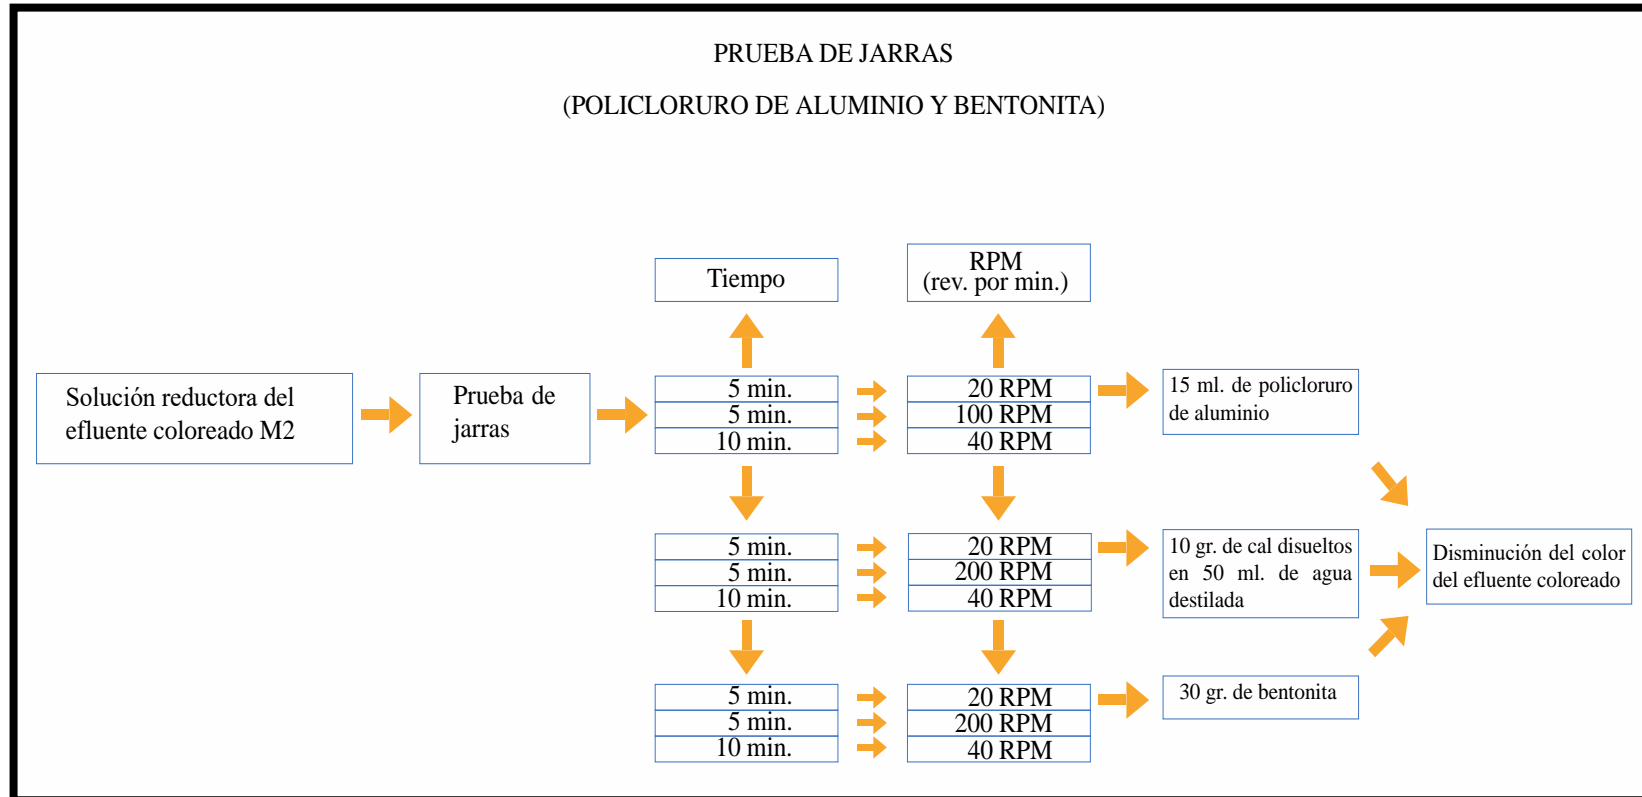 PRUEBA DE JARRAS
(POLICLORURO DE ALUMINIO Y BENTONITA)
Tiempo
RPM
(rev. por min.)
Solución reductora del
efluente coloreado M2
Prueba de
jarras
5 min.
20 RPM
5 min.
100 RPM
10 min.
40 RPM
15 ml. de policloruro
de aluminio
5 min.
20 RPM
5 min.
200 RPM
10 min.
40 RPM
10 gr. de cal disueltos
en 50 ml. de agua
destilada
Disminución del color
del efluente coloreado
5 min.
20 RPM
5 min.
200 RPM
10 min.
40 RPM
30 gr. de bentonita